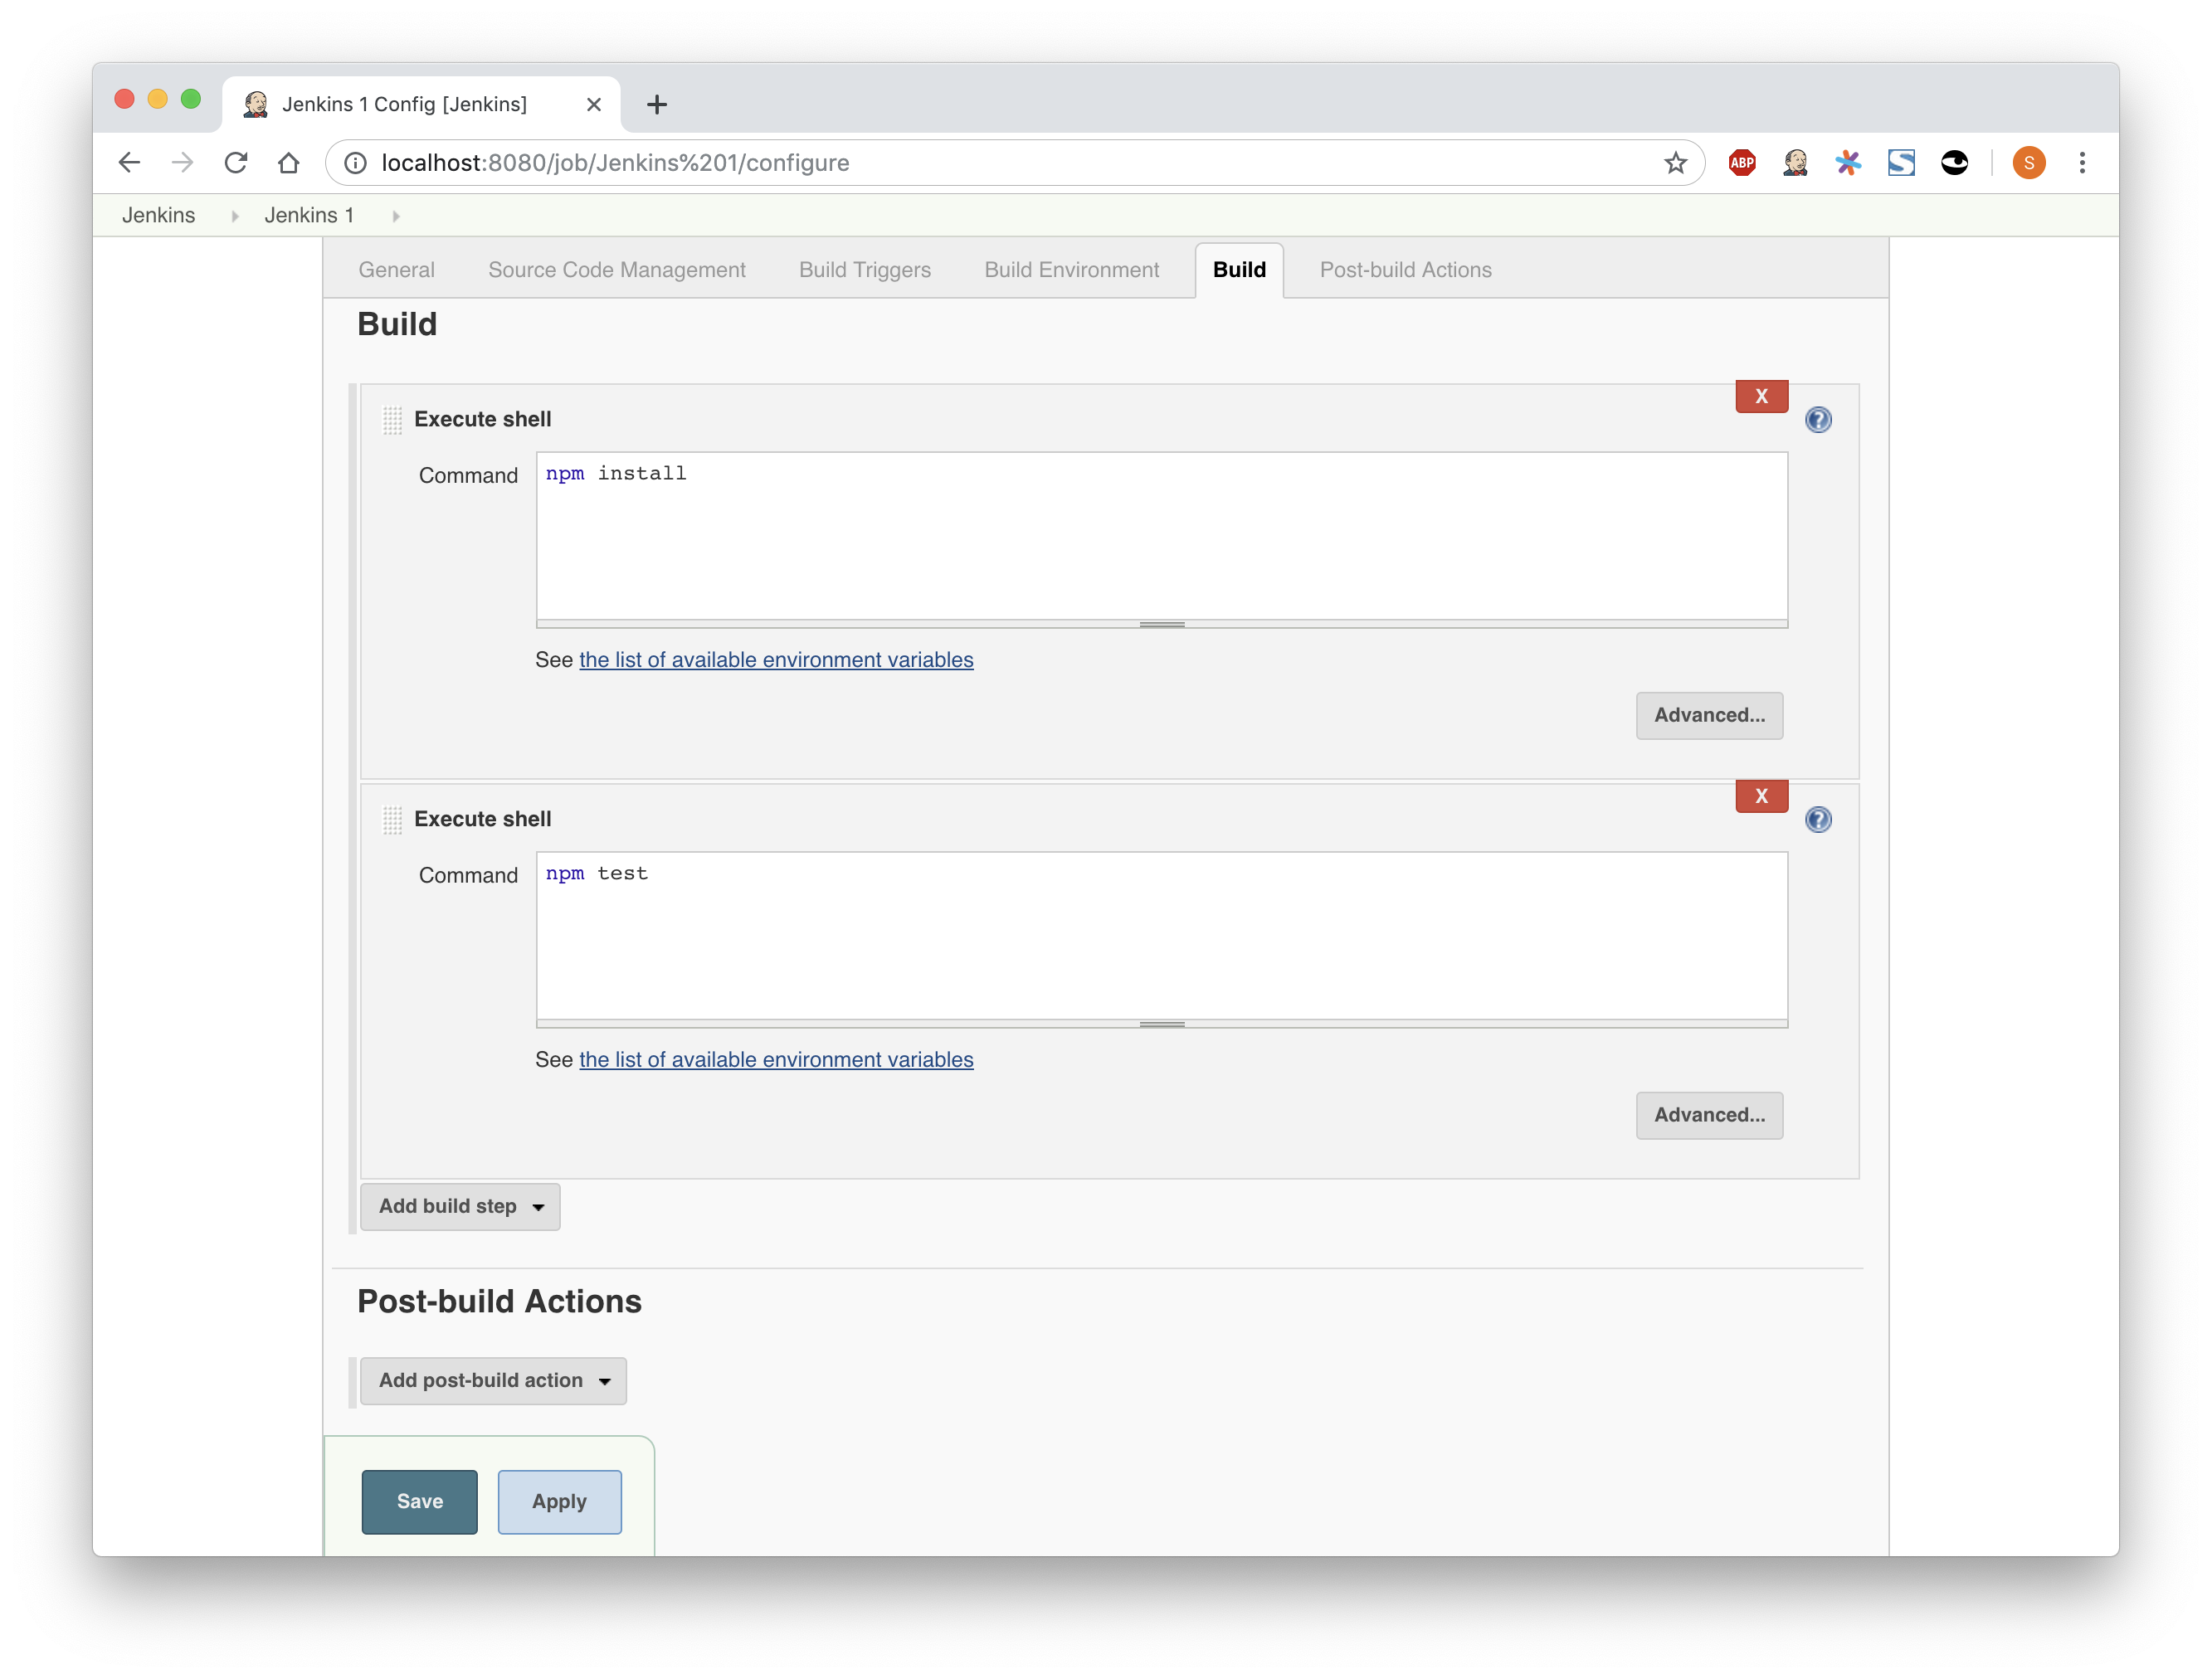 Jenkins 1 Config [Jenkins]
localhost:8080/job/Jenkins%201/configure
ABP
S
Jenkins Jenkins 1
General Source Code Management Build Triggers Build Environment Build Post-build Actions
Build
X
Execute shell
?
Command
npm install
See the list of available environment variables
Advanced...
X
Execute shell
?
Command
npm test
See the list of available environment variables
Advanced...
Add build step
Post-build Actions
Add post-build action
Save Apply